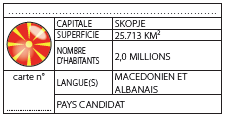 CAPITALE SKOPJE
SUPERFICIE 25.713 KM²
NOMBRE
D'HABITANTS 2,0 MILLIONS
carte n°
LANGUE(S) MACEDONIEN ET
ALBANAIS
PAYS CANDIDAT